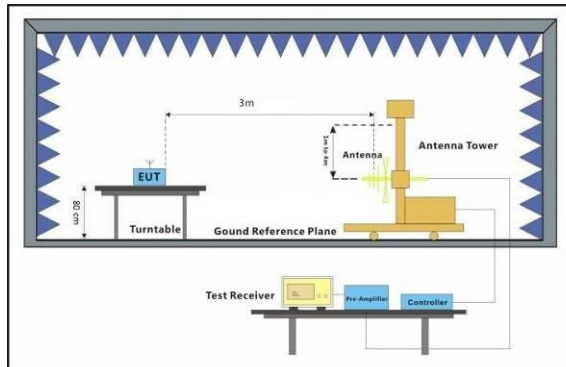 3m
1m to 4m
Antenna
Antenna Tower
EUT
80 cm
Turntable
Gound Reference Plane
Test Receiver
Pre-Amplifier
Controller